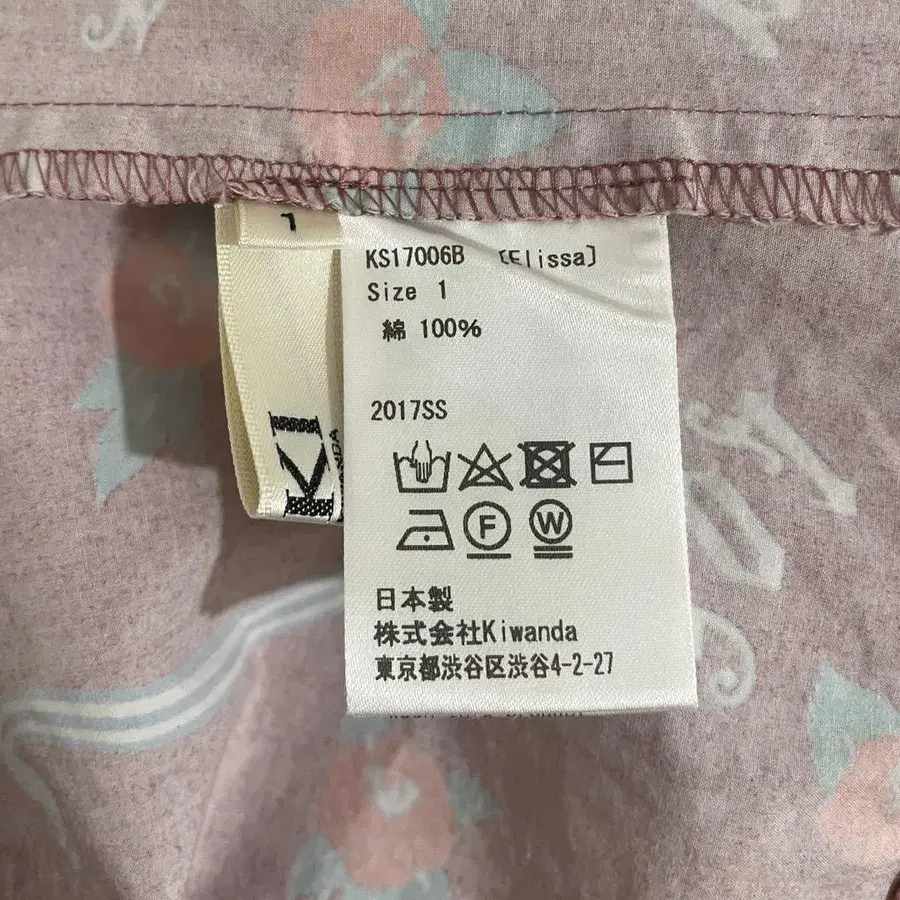 1
KS17006B [Elissa]
Size 1
綿 100%
2017SS
KI
F W
日本製
株式会社Kiwanda
東京都渋谷区渋谷4-2-27